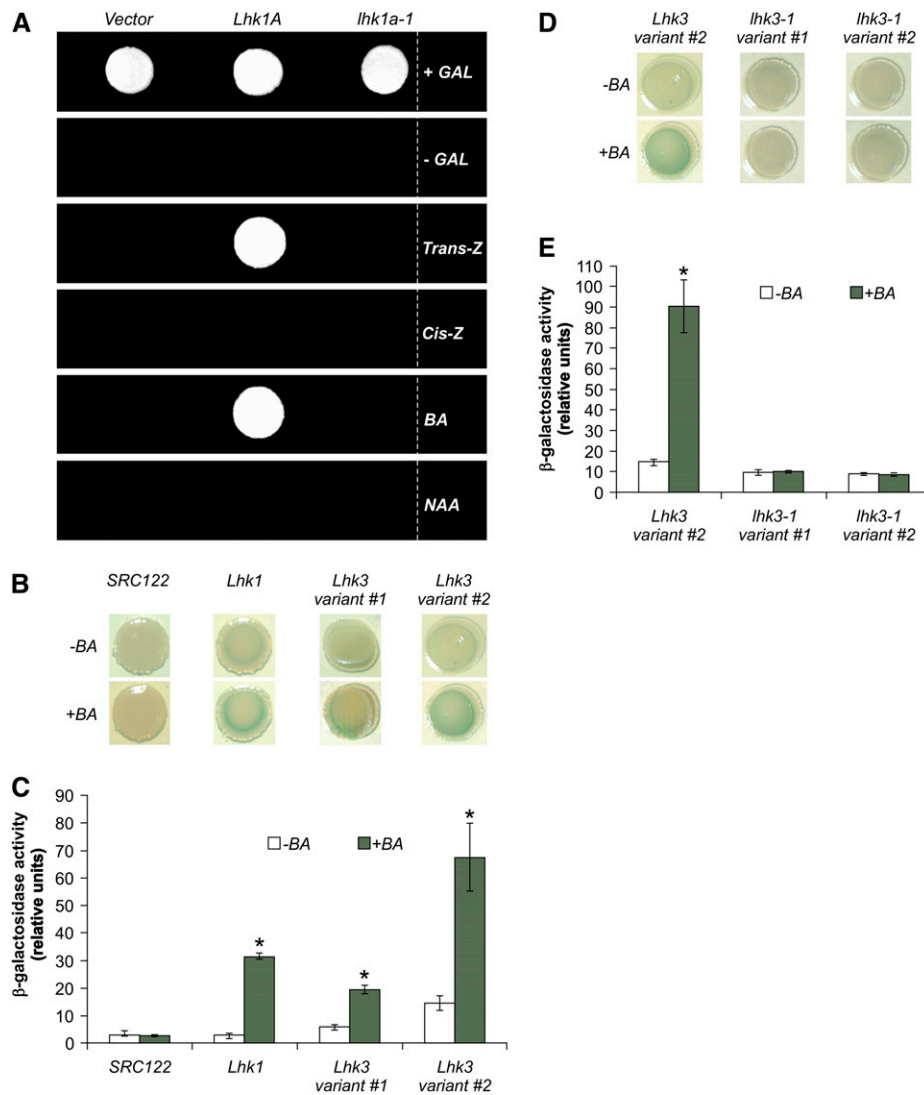 A
Vector Lhk1A lhk1a-1
+ GAL
- GAL
Trans-Z
Cis-Z
BA
NAA
B
SRC122 Lhk1 Lhk3 Lhk3
variant #1 variant #2
-BA
+BA
C
β-galactosidase activity
(relative units)
90
80
70
60
50
40
30
20
10
0
-BA +BA
*
*
*
SRC122 Lhk1 Lhk3 Lhk3
variant #1 variant #2
D
Lhk3 lhk3-1 lhk3-1
variant #2 variant #1 variant #2
-BA
+BA
E
β-galactosidase activity
(relative units)
110
100
90
80
70
60
50
40
30
20
10
0
*
-BA +BA
Lhk3 lhk3-1 lhk3-1
variant #2 variant #1 variant #2